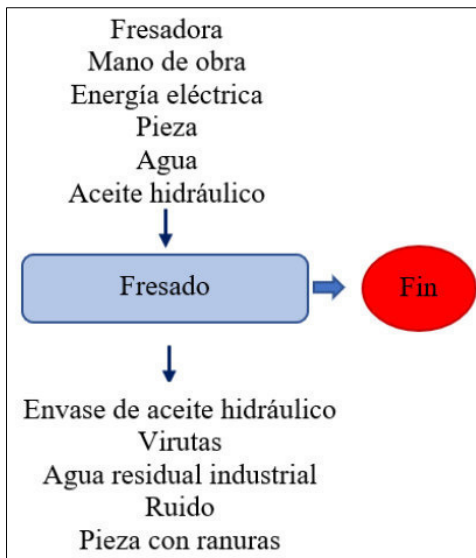 Fresadora
Mano de obra
Energía eléctrica
Pieza
Agua
Aceite hidráulico
Fresado
Fin
Envase de aceite hidráulico
Virutas
Agua residual industrial
Ruido
Pieza con ranuras